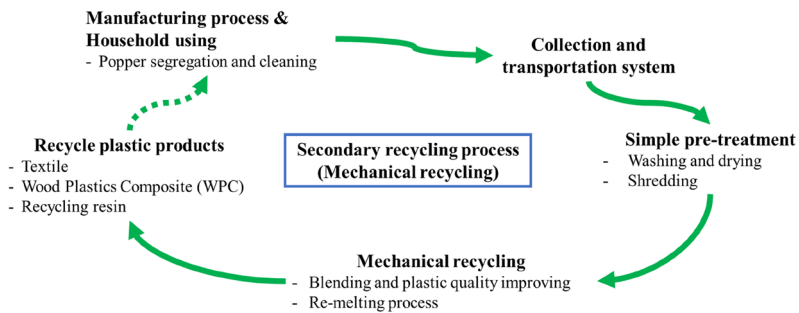 Manufacturing process &
Household using
- Popper segregation and cleaning
Collection and
transportation system
Simple pre-treatment
- Washing and drying
- Shredding
Mechanical recycling
- Blending and plastic quality improving
- Re-melting process
Recycle plastic products
- Textile
- Wood Plastics Composite (WPC)
- Recycling resin
Secondary recycling process
(Mechanical recycling)